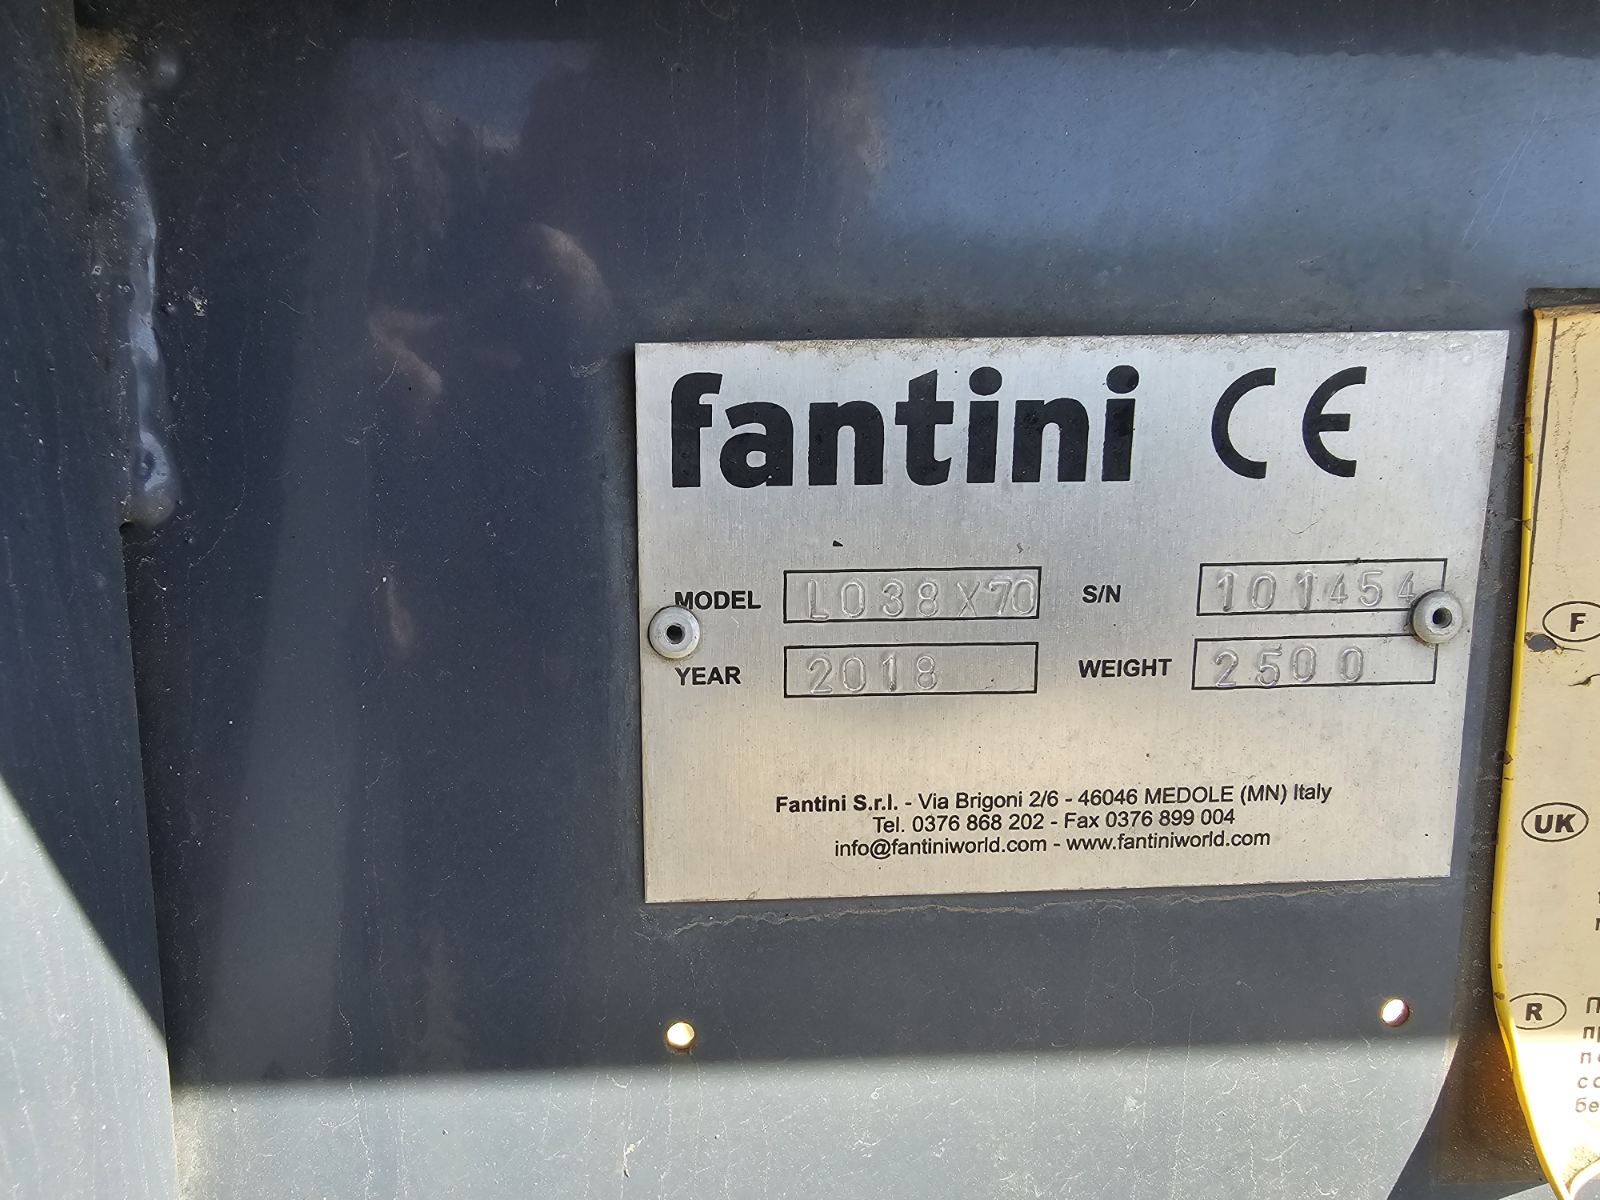 fantini CE
MODEL LO38X70 S/N 101454
YEAR 2018 WEIGHT 2500
Fantini S.r.l. - Via Brigoni 2/6 - 46046 MEDOLE (MN) Italy
Tel. 0376 868 202 - Fax 0376 899 004
info@fantiniworld.com - www.fantiniworld.com
F
UK
R